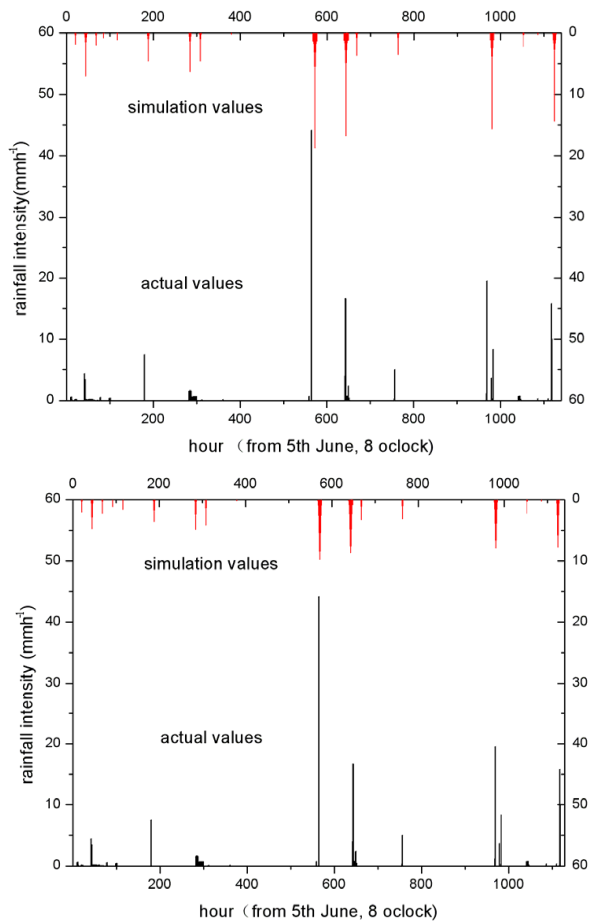 0 200 400 600 800 1000
60 0
50 10
40 20
30 30
20 40
10 50
0 60
simulation values
actual values
rainfall intensity(mmh-1)
200 400 600 800 1000
hour （from 5th June, 8 oclock)
0 200 400 600 800 1000
60 0
50 10
40 20
30 30
20 40
10 50
0 60
simulation values
actual values
rainfall intensity (mmh-1)
200 400 600 800 1000
hour （from 5th June, 8 oclock)